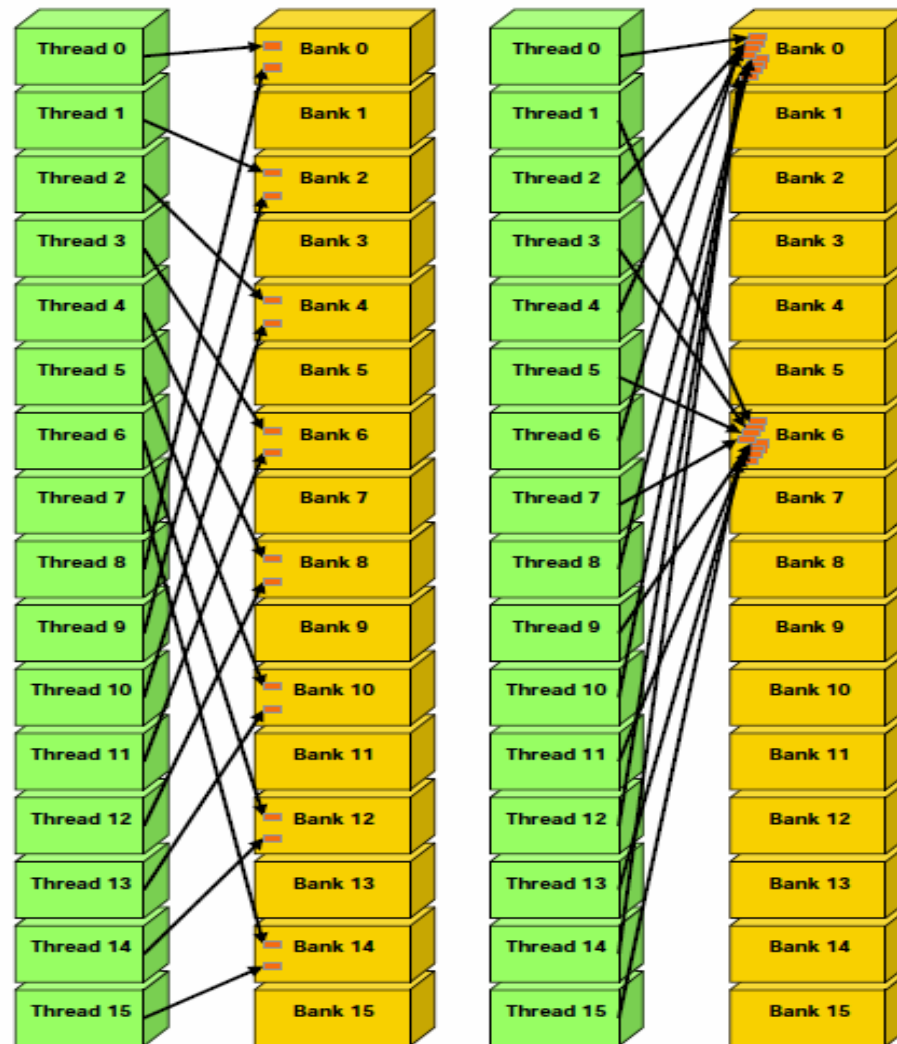 Thread 0 Bank 0 Thread 0 Bank 0
Thread 1 Bank 1 Thread 1 Bank 1
Thread 2 Bank 2 Thread 2 Bank 2
Thread 3 Bank 3 Thread 3 Bank 3
Thread 4 Bank 4 Thread 4 Bank 4
Thread 5 Bank 5 Thread 5 Bank 5
Thread 6 Bank 6 Thread 6 Bank 6
Thread 7 Bank 7 Thread 7 Bank 7
Thread 8 Bank 8 Thread 8 Bank 8
Thread 9 Bank 9 Thread 9 Bank 9
Thread 10 Bank 10 Thread 10 Bank 10
Thread 11 Bank 11 Thread 11 Bank 11
Thread 12 Bank 12 Thread 12 Bank 12
Thread 13 Bank 13 Thread 13 Bank 13
Thread 14 Bank 14 Thread 14 Bank 14
Thread 15 Bank 15 Thread 15 Bank 15